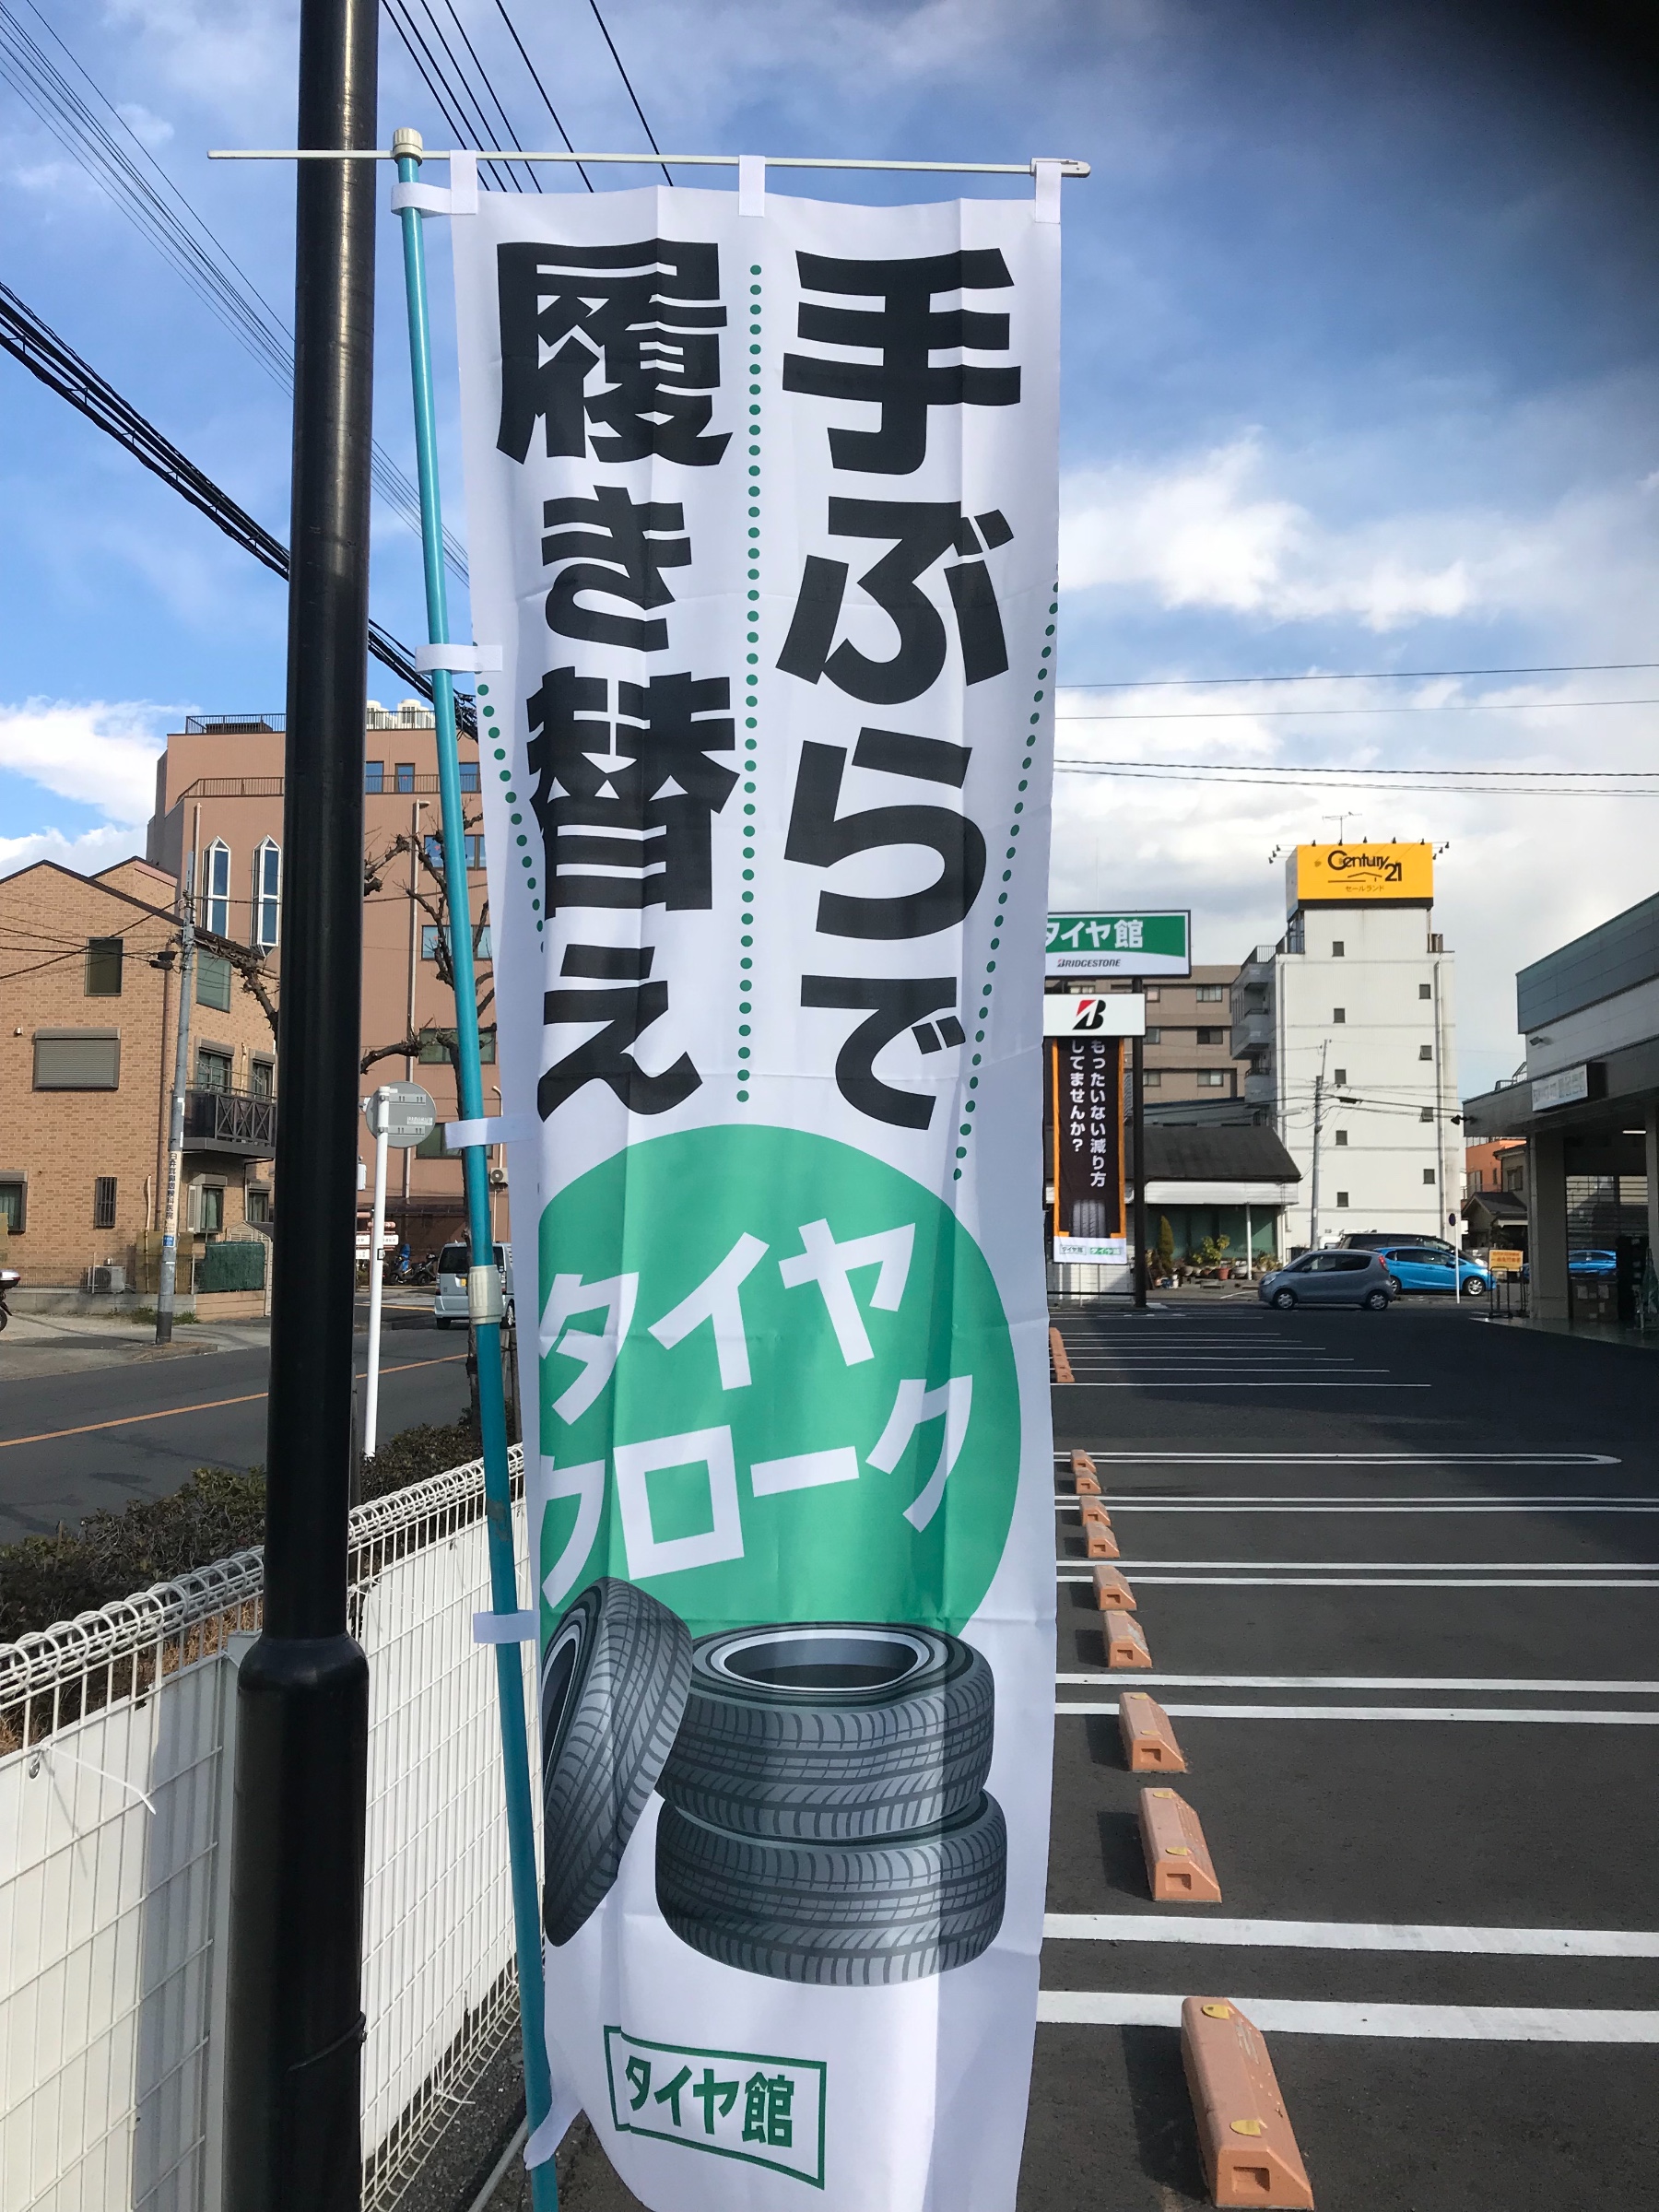 手ぶらで
履き替え
タイヤ
クローク
タイヤ館
Century 21
セールランド
タイヤ館
BRIDGESTONE
B
もったいない減り方
してませんか?